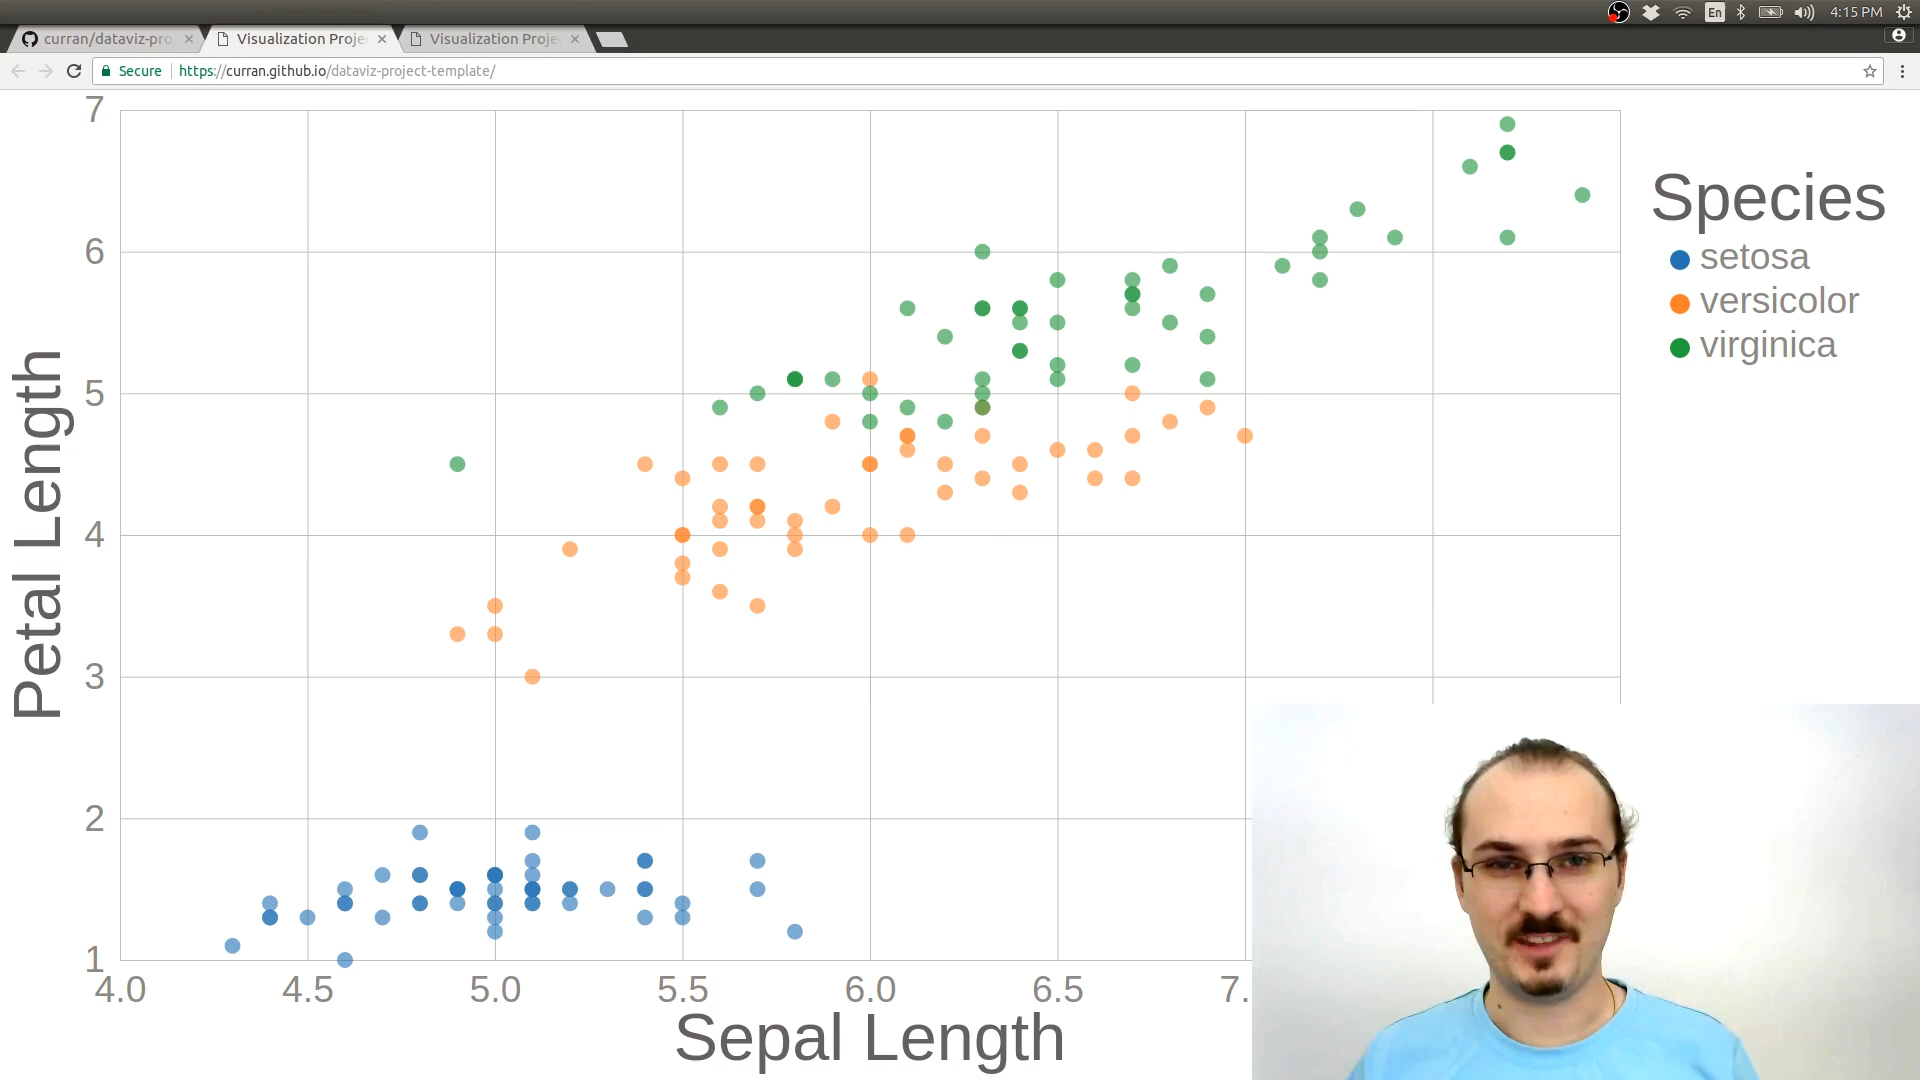 En
4:15 PM
curran/dataviz-pro
Visualization Proje
Visualization Proje
Secure
https://curran.github.io/dataviz-project-template/
7
6
5
4
3
2
1
Petal Length
4.0
4.5
5.0
5.5
6.0
6.5
7.
Sepal Length
Species
setosa
versicolor
virginica